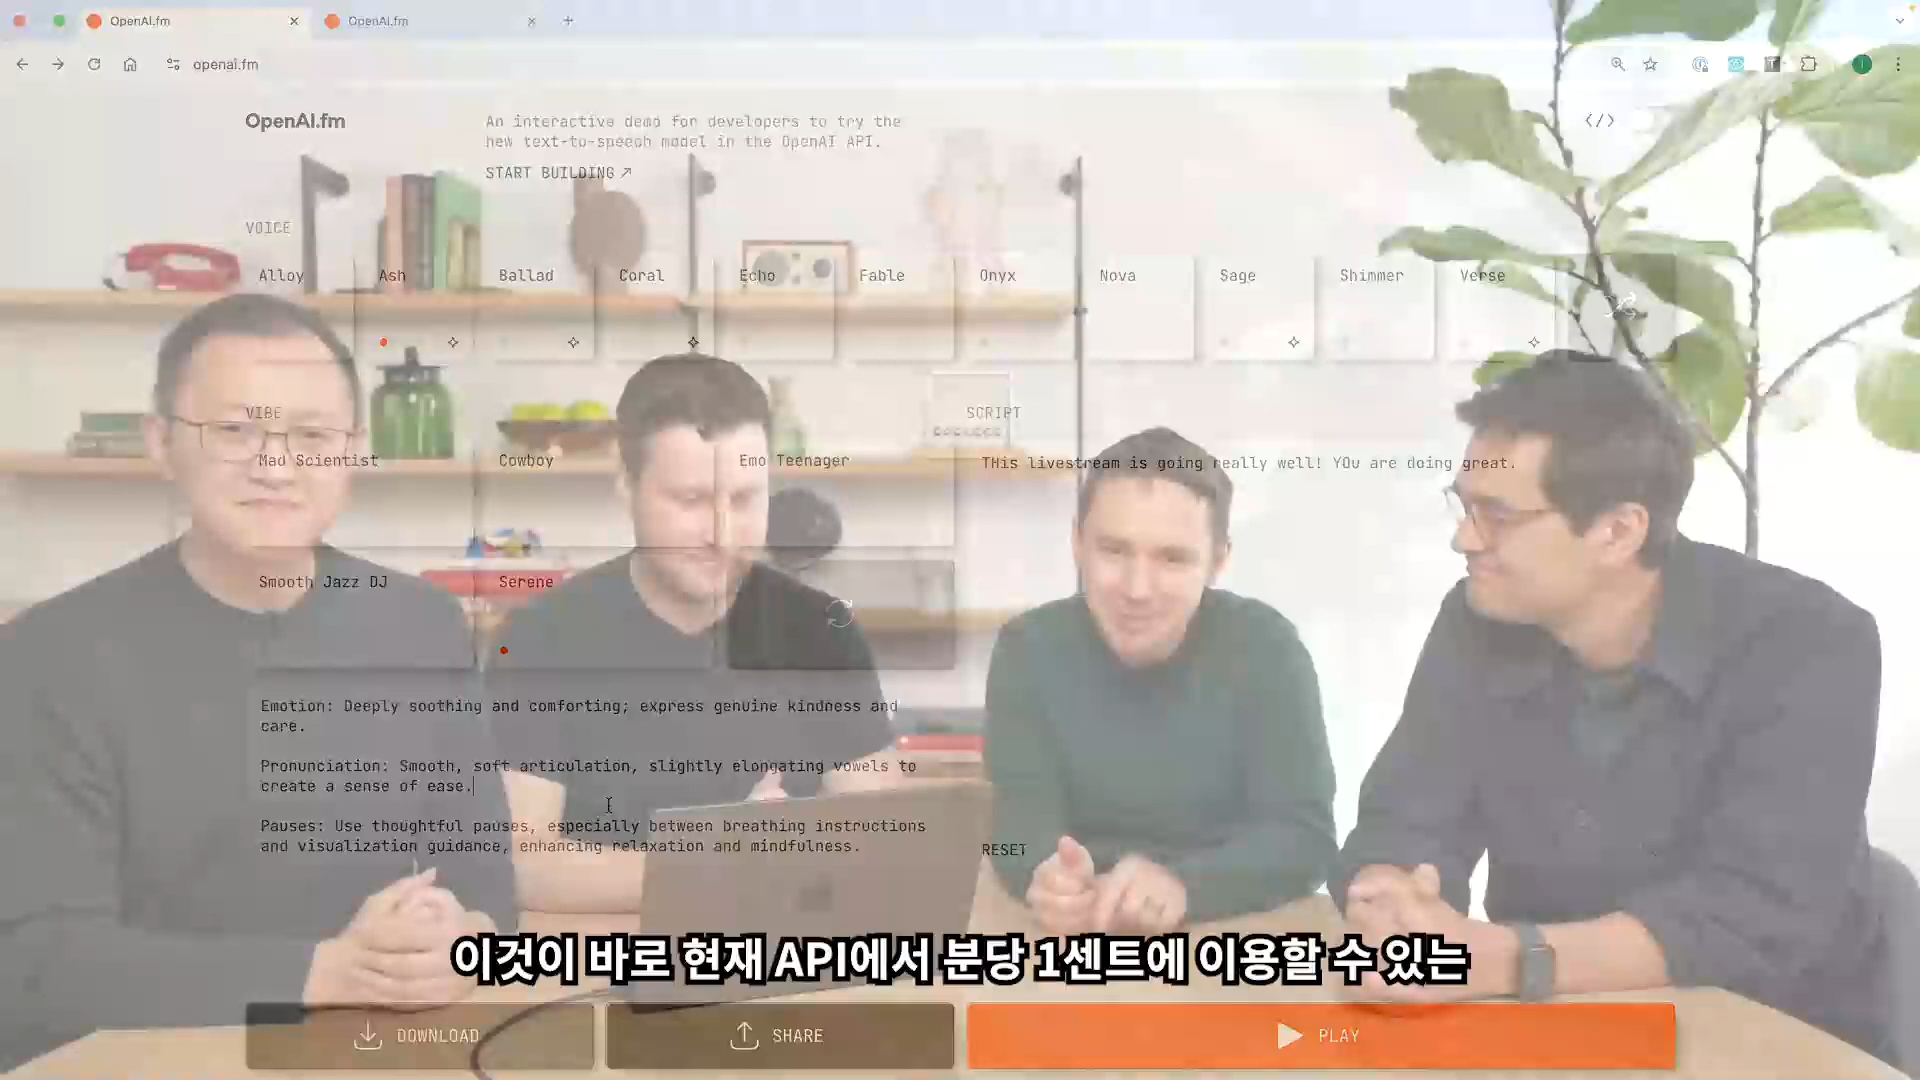 OpenAI.fm
OpenAI.fm
openai.fm
OpenAI.fm
An interactive demo for developers to try the
new text-to-speech model in the OpenAI API.
START BUILDING ↗
</>
VOICE
Alloy
Ash
Ballad
Coral
Echo
Fable
Onyx
Nova
Sage
Shimmer
Verse
VIBE
Mad Scientist
Cowboy
Emo Teenager
Smooth Jazz DJ
Serene
Emotion: Deeply soothing and comforting; express genuine kindness and
care.
Pronunciation: Smooth, soft articulation, slightly elongating vowels to
create a sense of ease.
Pauses: Use thoughtful pauses, especially between breathing instructions
and visualization guidance, enhancing relaxation and mindfulness.
SCRIPT
THis livestream is going really well! YOu are doing great.
RESET
이것이 바로 현재 API에서 분당 1센트에 이용할 수 있는
DOWNLOAD
SHARE
PLAY